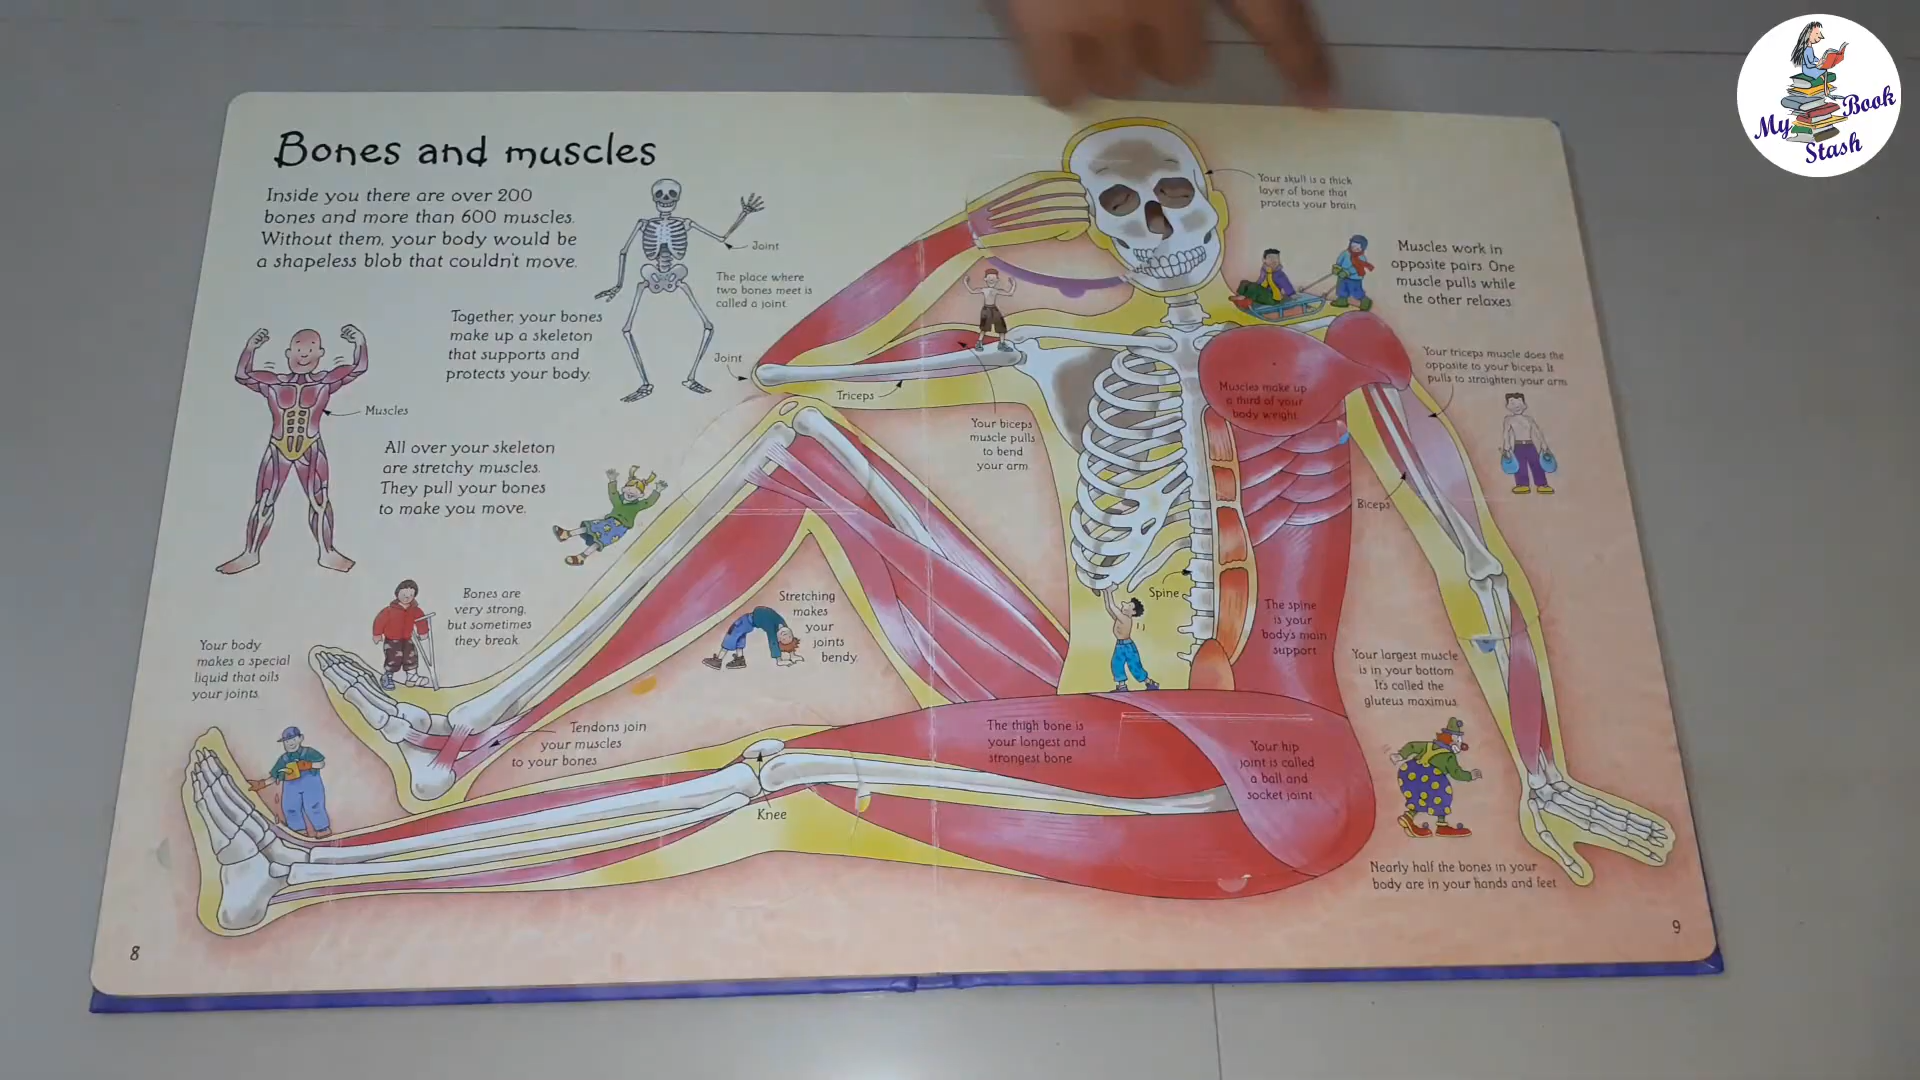 Bones and muscles
Inside you there are over 200
bones and more than 600 muscles.
Without them, your body would be
a shapeless blob that couldn't move.
Joint
The place where
two bones meet is
called a joint.
Together, your bones
make up a skeleton
that supports and
protects your body.
Joint
Muscles
All over your skeleton
are stretchy muscles.
They pull your bones
to make you move.
Triceps
Your biceps
muscle pulls
to bend
your arm.
Bones are
very strong,
but sometimes
they break.
Stretching
makes
your
joints
bendy.
Your body
makes a special
liquid that oils
your joints.
Tendons join
your muscles
to your bones.
Knee
8
Your skull is a thick
layer of bone that
protects your brain.
Muscles work in
opposite pairs. One
muscle pulls while
the other relaxes.
Your triceps muscle does the
opposite to your biceps. It
pulls to straighten your arm.
Muscles make up
a third of your
body weight.
Biceps
Spine
The spine
is your
body's main
support.
Your largest muscle
is in your bottom.
It's called the
gluteus maximus.
The thigh bone is
your longest and
strongest bone.
Your hip
joint is called
a ball and
socket joint.
Nearly half the bones in your
body are in your hands and feet.
9
My Book
Stash